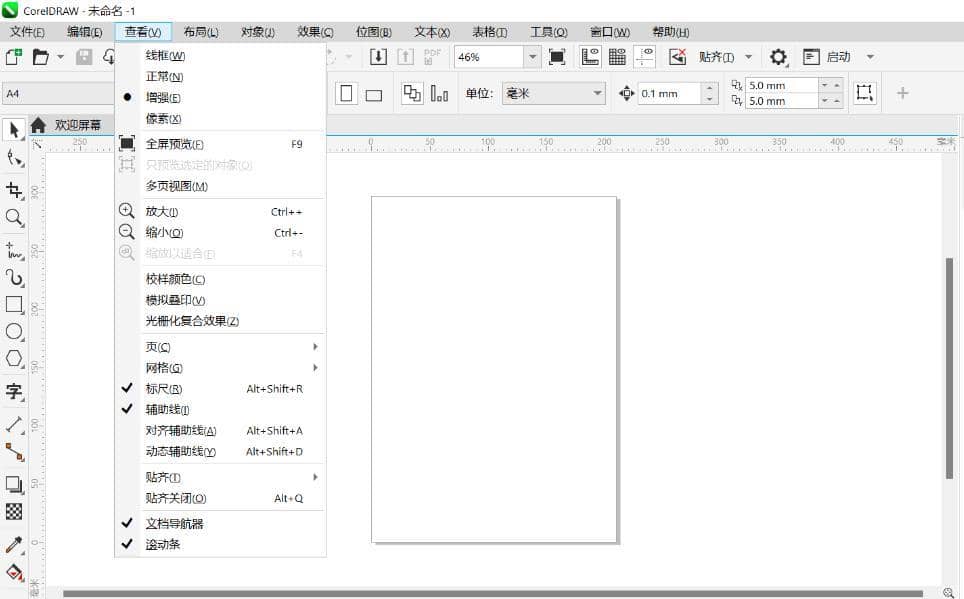 CorelDRAW - 未命名 -1
文件(F) 编辑(E) 查看(V) 布局(L) 对象(J) 效果(C) 位图(B) 文本(X) 表格(T) 工具(O) 窗口(W) 帮助(H)
PDF 46% 贴齐(T) 启动
A4 单位: 毫米 0.1 mm 5.0 mm
5.0 mm
欢迎屏幕
250 0 50 100 150 200 250 300 350 400 450 毫米
线框(W)
正常(N)
增强(E)
像素(X)
全屏预览(F) F9
只预览选定的对象(O)
多页视图(M)
放大(I) Ctrl++
缩小(O) Ctrl+-
缩放以适合(F) F4
校样颜色(C)
模拟叠印(V)
光栅化复合效果(Z)
页(C)
网格(G)
标尺(R) Alt+Shift+R
辅助线(I)
对齐辅助线(A) Alt+Shift+A
动态辅助线(Y) Alt+Shift+D
贴齐(T)
贴齐关闭(O) Alt+Q
文档导航器
滚动条
300
250
200
150
100
50
0
毫米
字